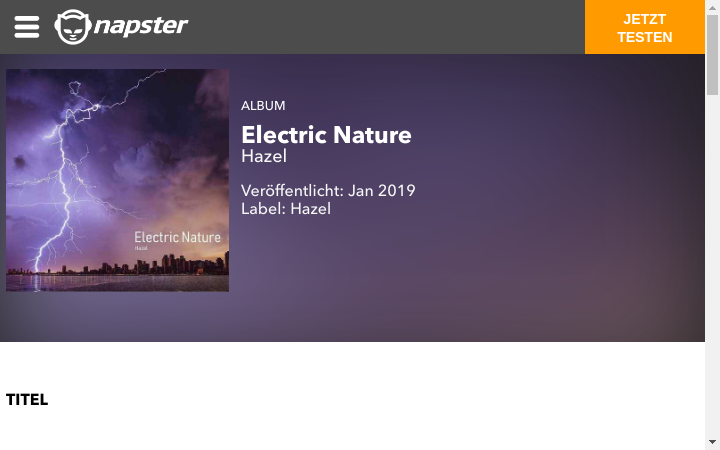 napster
JETZT
TESTEN
ALBUM
Electric Nature
Hazel
Veröffentlicht: Jan 2019
Label: Hazel
Electric Nature
Hazel
TITEL